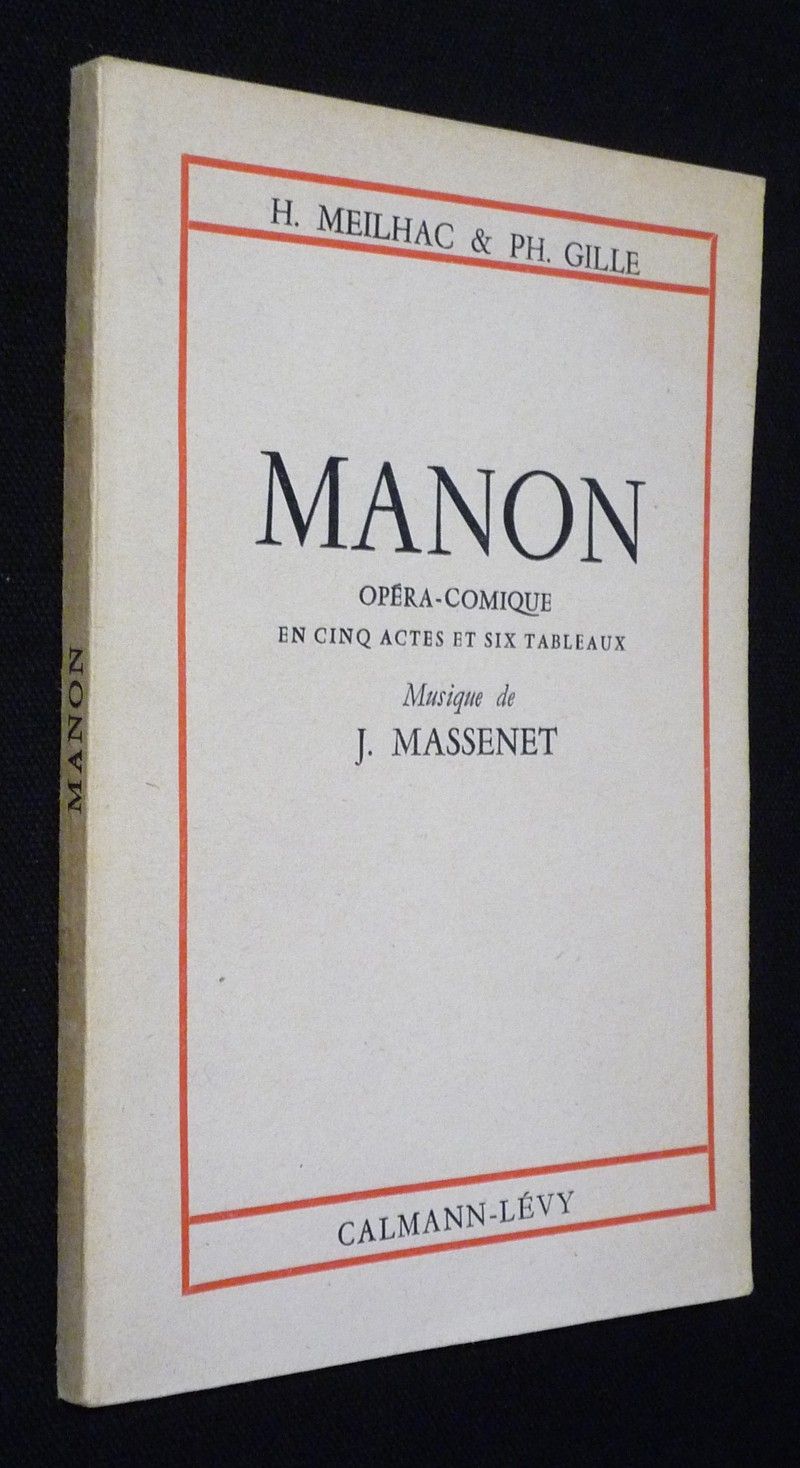 H. MEILHAC & PH. GILLE
MANON
OPÉRA-COMIQUE
EN CINQ ACTES ET SIX TABLEAUX
Musique de
J. MASSENET
CALMANN-LÉVY
MANON